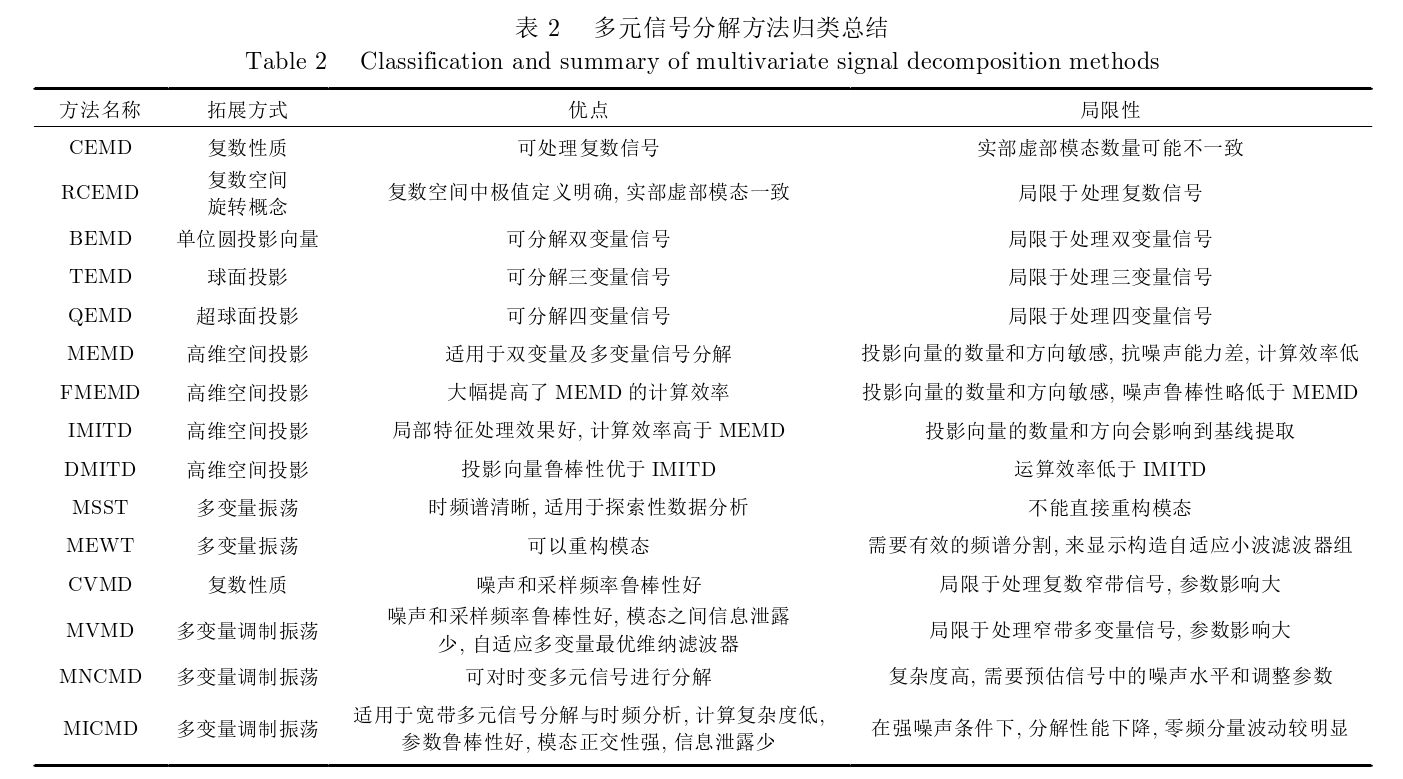 表 2 多元信号分解方法归类总结
Table 2 Classification and summary of multivariate signal decomposition methods
方法名称 拓展方式 优点 局限性
CEMD 复数性质 可处理复数信号 实部虚部模态数量可能不一致
RCEMD 复数空间 旋转概念 复数空间中极值定义明确, 实部虚部模态一致 局限于处理复数信号
BEMD 单位圆投影向量 可分解双变量信号 局限于处理双变量信号
TEMD 球面投影 可分解三变量信号 局限于处理三变量信号
QEMD 超球面投影 可分解四变量信号 局限于处理四变量信号
MEMD 高维空间投影 适用于双变量及多变量信号分解 投影向量的数量和方向敏感, 抗噪声能力差, 计算效率低
FMEMD 高维空间投影 大幅提高了 MEMD 的计算效率 投影向量的数量和方向敏感, 噪声鲁棒性略低于 MEMD
IMITD 高维空间投影 局部特征处理效果好, 计算效率高于 MEMD 投影向量的数量和方向会影响到基线提取
DMITD 高维空间投影 投影向量鲁棒性优于 IMITD 运算效率低于 IMITD
MSST 多变量振荡 时频谱清晰, 适用于探索性数据分析 不能直接重构模态
MEWT 多变量振荡 可以重构模态 需要有效的频谱分割, 来显示构造自适应小波滤波器组
CVMD 复数性质 噪声和采样频率鲁棒性好 局限于处理复数窄带信号, 参数影响大
MVMD 多变量调制振荡 噪声和采样频率鲁棒性好, 模态之间信息泄露
少, 自适应多变量最优维纳滤波器 局限于处理窄带多变量信号, 参数影响大
MNCMD 多变量调制振荡 可对时变多元信号进行分解 复杂度高, 需要预估信号中的噪声水平和调整参数
MICMD 多变量调制振荡 适用于宽带多元信号分解与时频分析, 计算复杂度低,
参数鲁棒性好, 模态正交性强, 信息泄露少 在强噪声条件下, 分解性能下降, 零频分量波动较明显